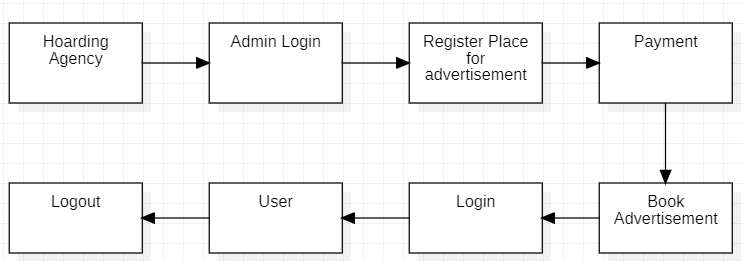 Hoarding
Agency
Admin Login
Register Place
for
advertisement
Payment
Logout
User
Login
Book
Advertisement